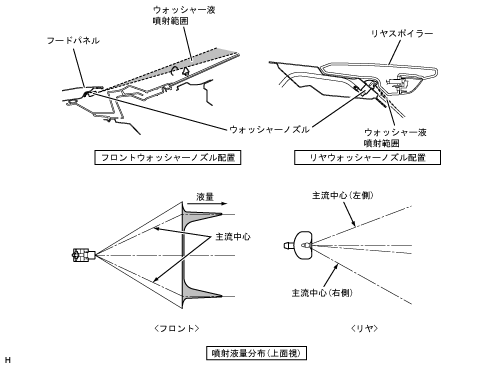 ウォッシャー液
噴射範囲
フードパネル
リヤスポイラー
ウォッシャーノズル
ウォッシャー液
噴射範囲
フロントウォッシャーノズル配置
リヤウォッシャーノズル配置
液量
主流中心
主流中心(左側)
主流中心(右側)
〈フロント〉
〈リヤ〉
噴射液量分布(上面視)
H